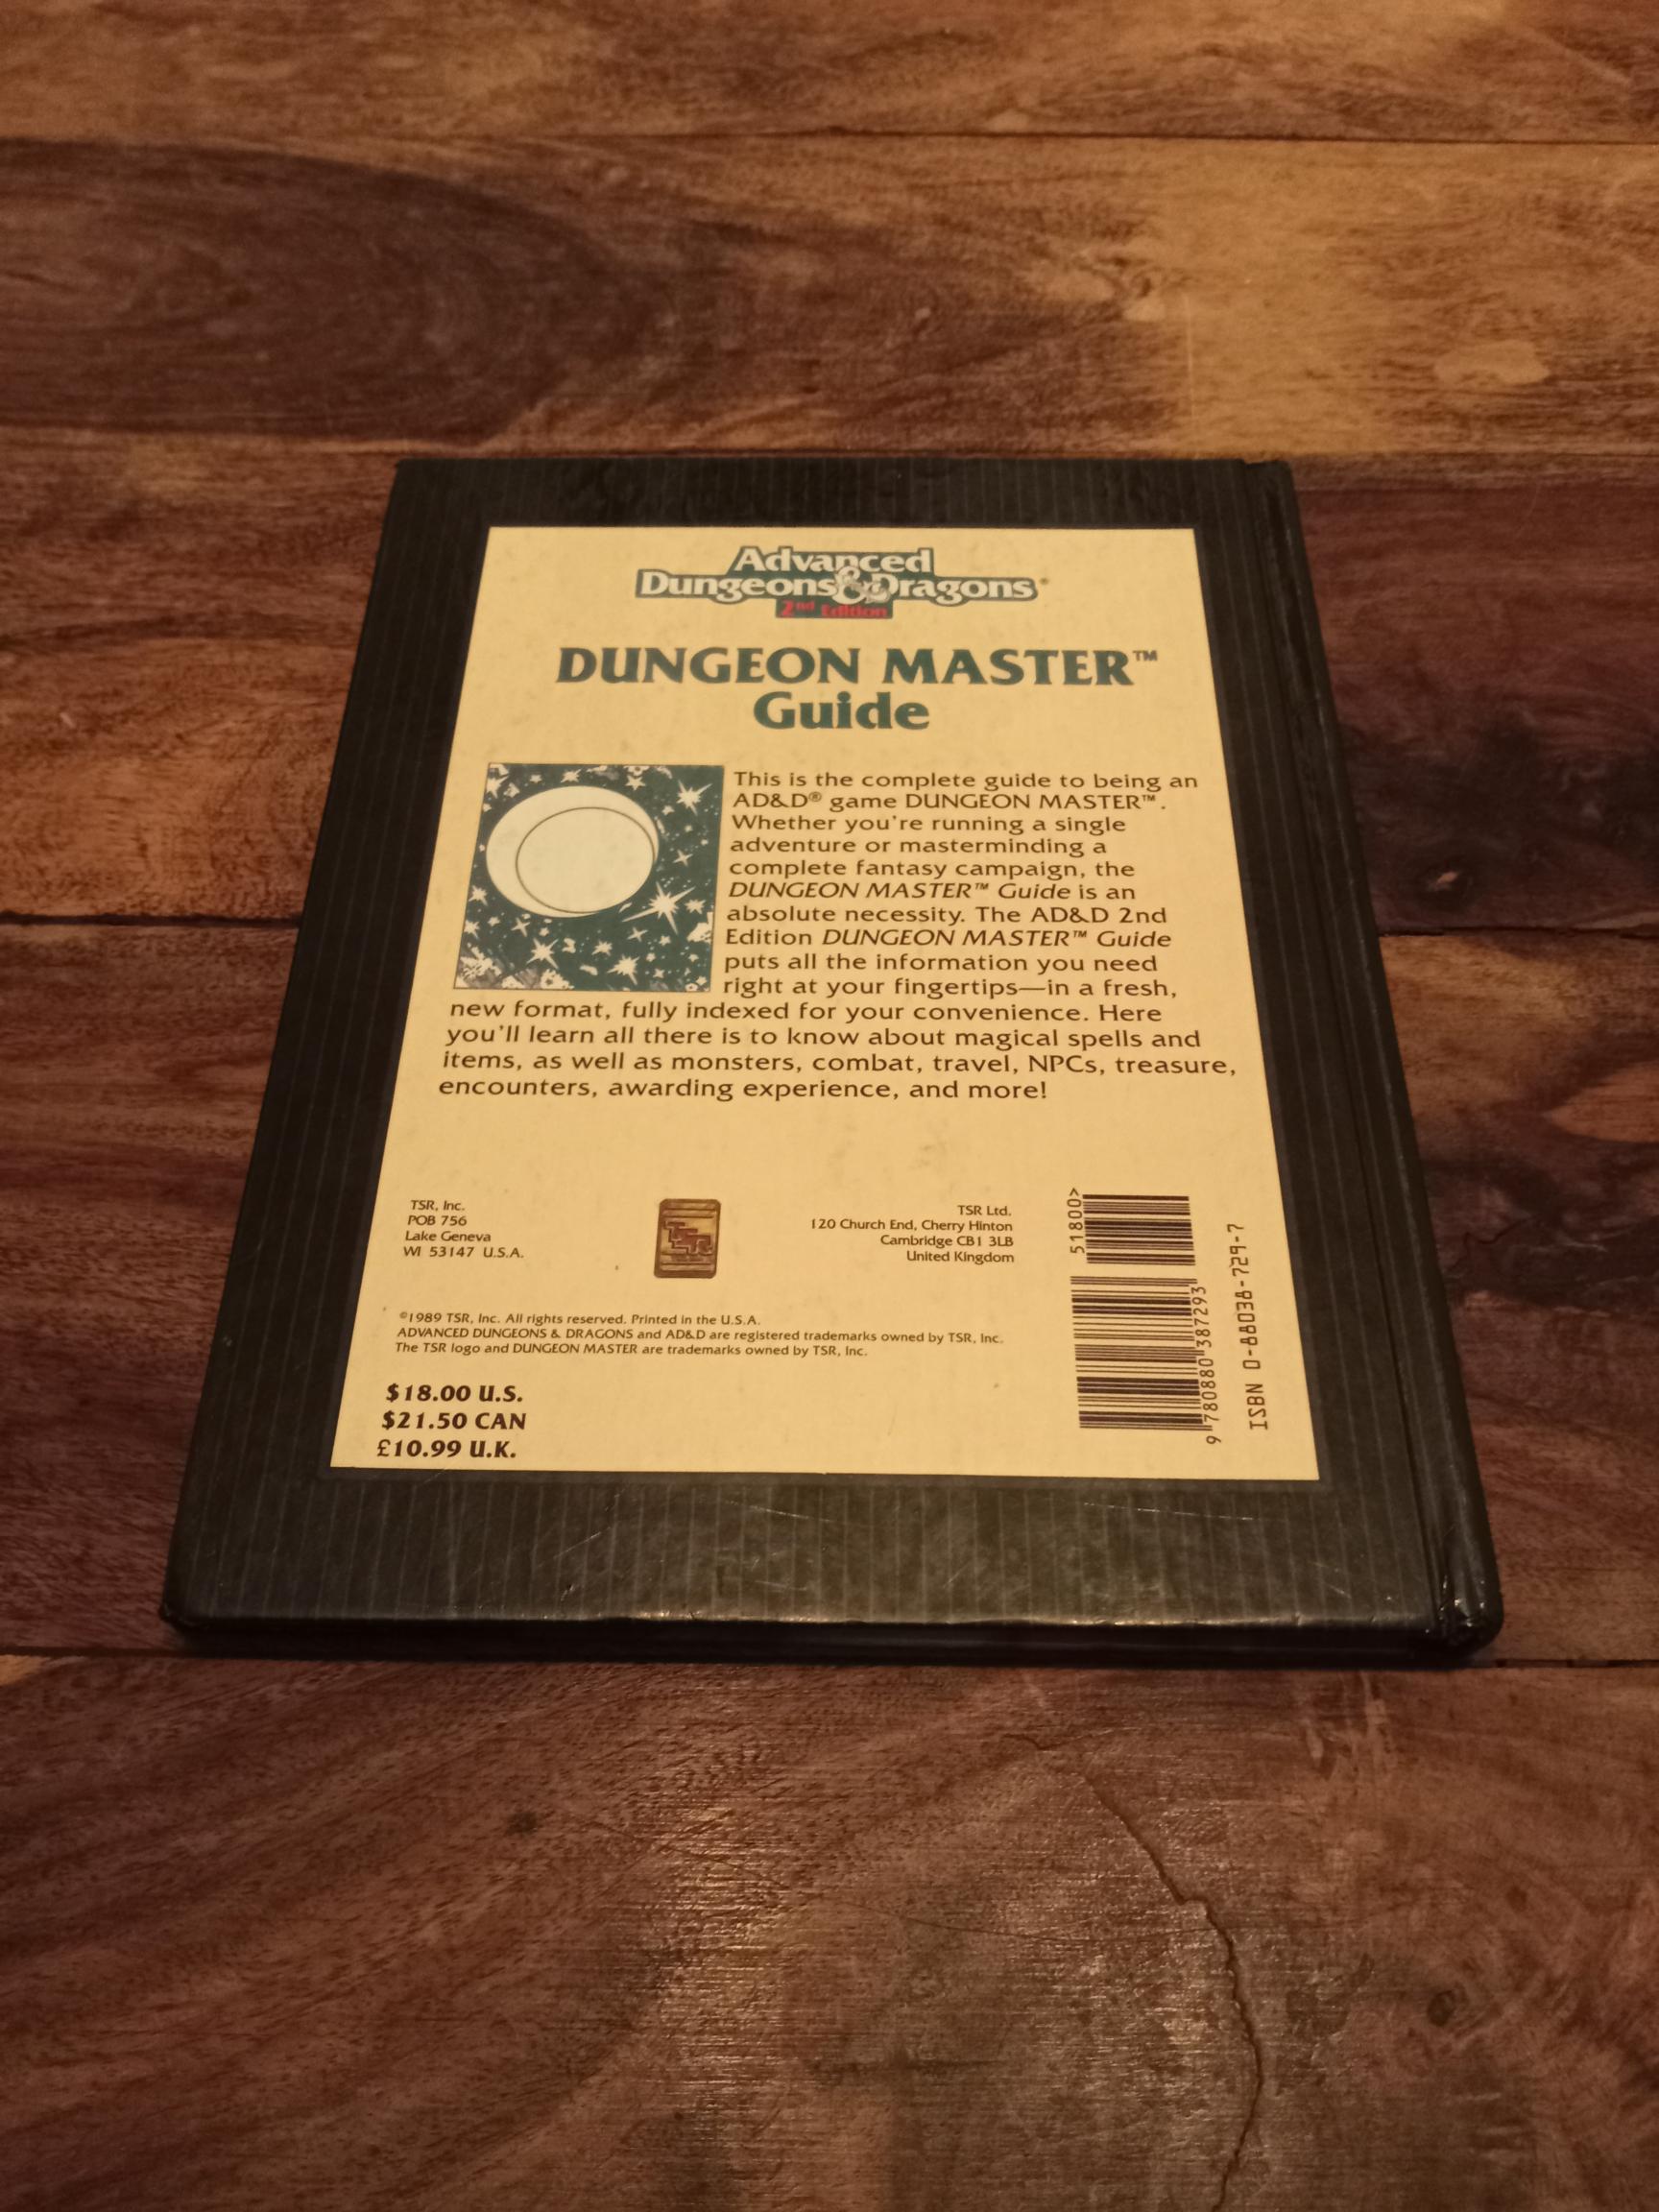 Advanced
Dungeons & Dragons®
2nd Edition
DUNGEON MASTER™
Guide
This is the complete guide to being an
AD&D® game DUNGEON MASTER™.
Whether you're running a single
adventure or masterminding a
complete fantasy campaign, the
DUNGEON MASTER™ Guide is an
absolute necessity. The AD&D 2nd
Edition DUNGEON MASTER™ Guide
puts all the information you need
right at your fingertips—in a fresh,
new format, fully indexed for your convenience. Here
you'll learn all there is to know about magical spells and
items, as well as monsters, combat, travel, NPCs, treasure,
encounters, awarding experience, and more!
TSR, Inc.
POB 756
Lake Geneva
WI 53147 U.S.A.
TSR
TSR Ltd.
120 Church End, Cherry Hinton
Cambridge CB1 3LB
United Kingdom
©1989 TSR, Inc. All rights reserved. Printed in the U.S.A.
ADVANCED DUNGEONS & DRAGONS and AD&D are registered trademarks owned by TSR, Inc.
The TSR logo and DUNGEON MASTER are trademarks owned by TSR, Inc.
$18.00 U.S.
$21.50 CAN
£10.99 U.K.
51800>
9 780880 387293
ISBN 0-88038-729-7